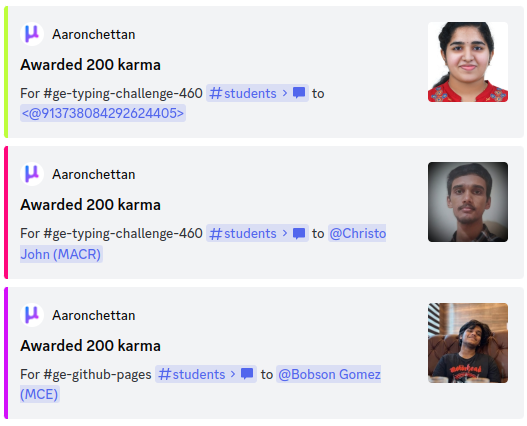 Aaronchettan
Awarded 200 karma
For #ge-typing-challenge-460 #students > to
<@913738084292624405>
Aaronchettan
Awarded 200 karma
For #ge-typing-challenge-460 #students > to @Christo
John (MACR)
Aaronchettan
Awarded 200 karma
For #ge-github-pages #students > to @Bobson Gomez
(MCE)